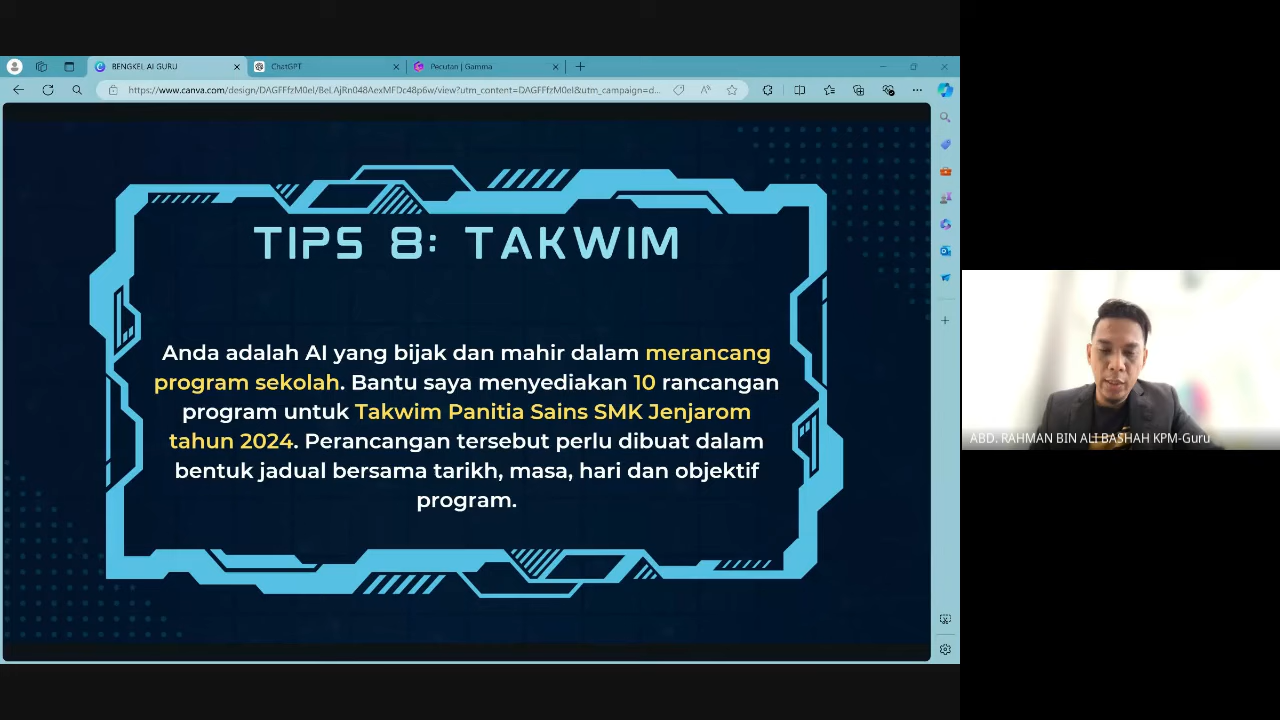 BENGKEL AI GURU
ChatGPT
Pecutan | Gamma
https://www.canva.com/design/DAGFFfzM0eI/BeLAjRn048AexMFDc48p6w/view?utm_content=DAGFFfzM0eI&utm_campaign=d...
TIPS 8: TAKWIM
Anda adalah AI yang bijak dan mahir dalam merancang
program sekolah. Bantu saya menyediakan 10 rancangan
program untuk Takwim Panitia Sains SMK Jenjarom
tahun 2024. Perancangan tersebut perlu dibuat dalam
bentuk jadual bersama tarikh, masa, hari dan objektif
program.
ABD. RAHMAN BIN ALI BASHAH KPM-Guru